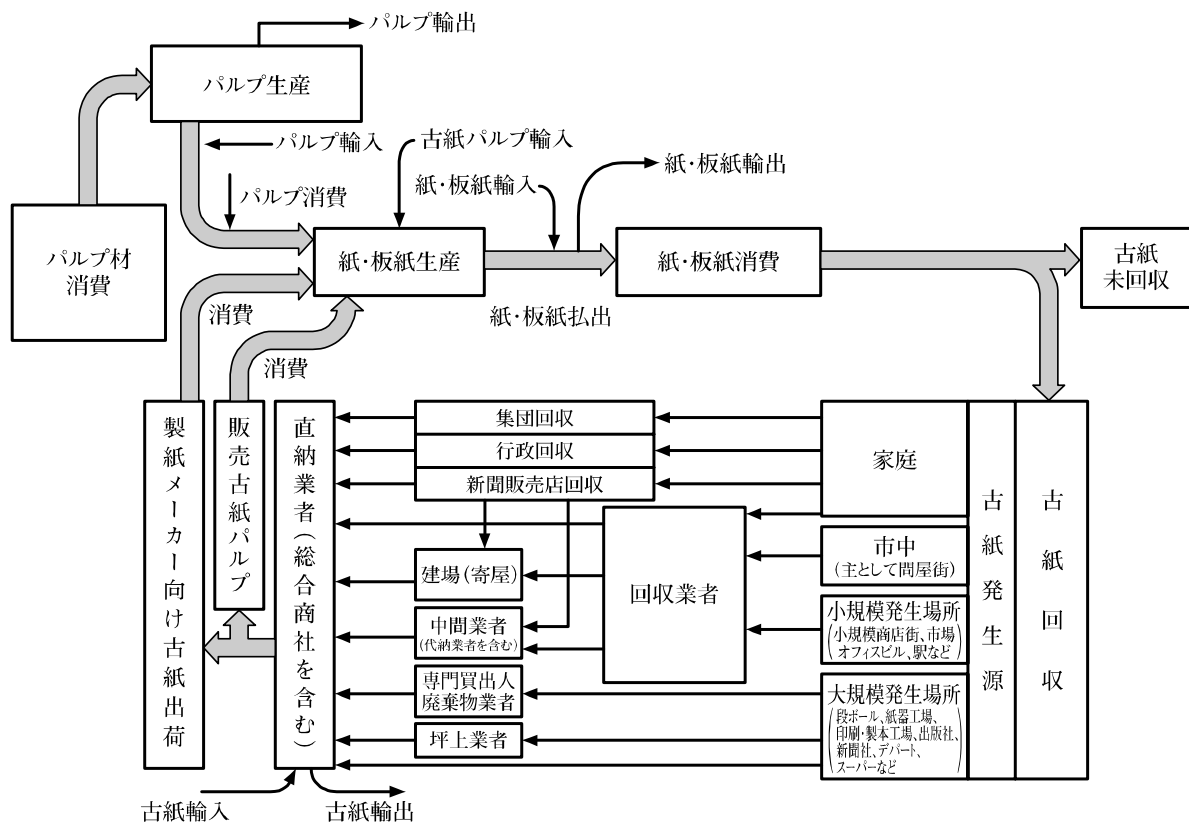 パルプ輸出
パルプ生産
パルプ輸入
古紙パルプ輸入
紙・板紙輸入
紙・板紙輸出
パルプ消費
パルプ材
消費
紙・板紙生産
紙・板紙消費
古紙
未回収
消費
紙・板紙払出
消費
製紙メーカー向け古紙出荷
販売古紙パルプ
直納業者(総合商社を含む)
集団回収
行政回収
新聞販売店回収
建場(寄屋)
中間業者
(代納業者を含む)
専門買出人
廃棄物業者
坪上業者
回収業者
家庭
市中
(主として問屋街)
小規模発生場所
(小規模商店街、市場
オフィスビル、駅など)
大規模発生場所
(段ボール、紙器工場、
印刷・製本工場、出版社、
新聞社、デパート、
スーパーなど)
古紙発生源
古紙回収
古紙輸入
古紙輸出